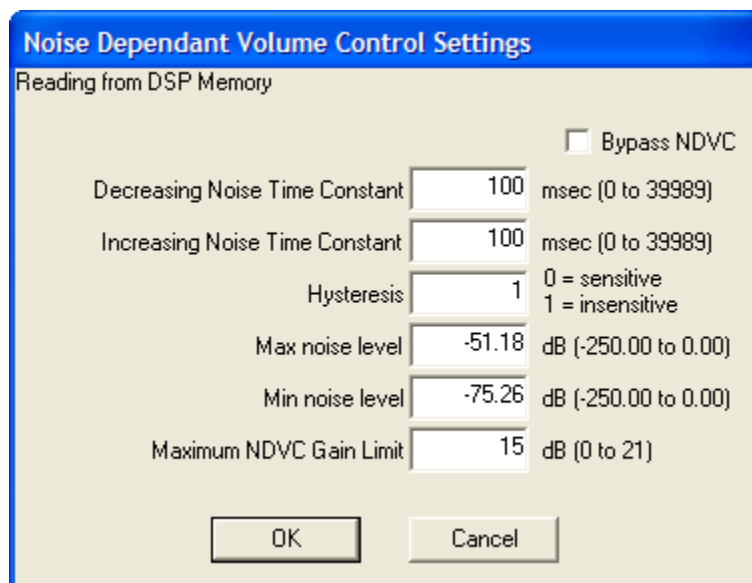 Noise Dependant Volume Control Settings
Reading from DSP Memory
Bypass NDVC
Decreasing Noise Time Constant 100 msec (0 to 39989)
Increasing Noise Time Constant 100 msec (0 to 39989)
Hysteresis 1 0 = sensitive
1 = insensitive
Max noise level -51.18 dB (-250.00 to 0.00)
Min noise level -75.26 dB (-250.00 to 0.00)
Maximum NDVC Gain Limit 15 dB (0 to 21)
OK Cancel